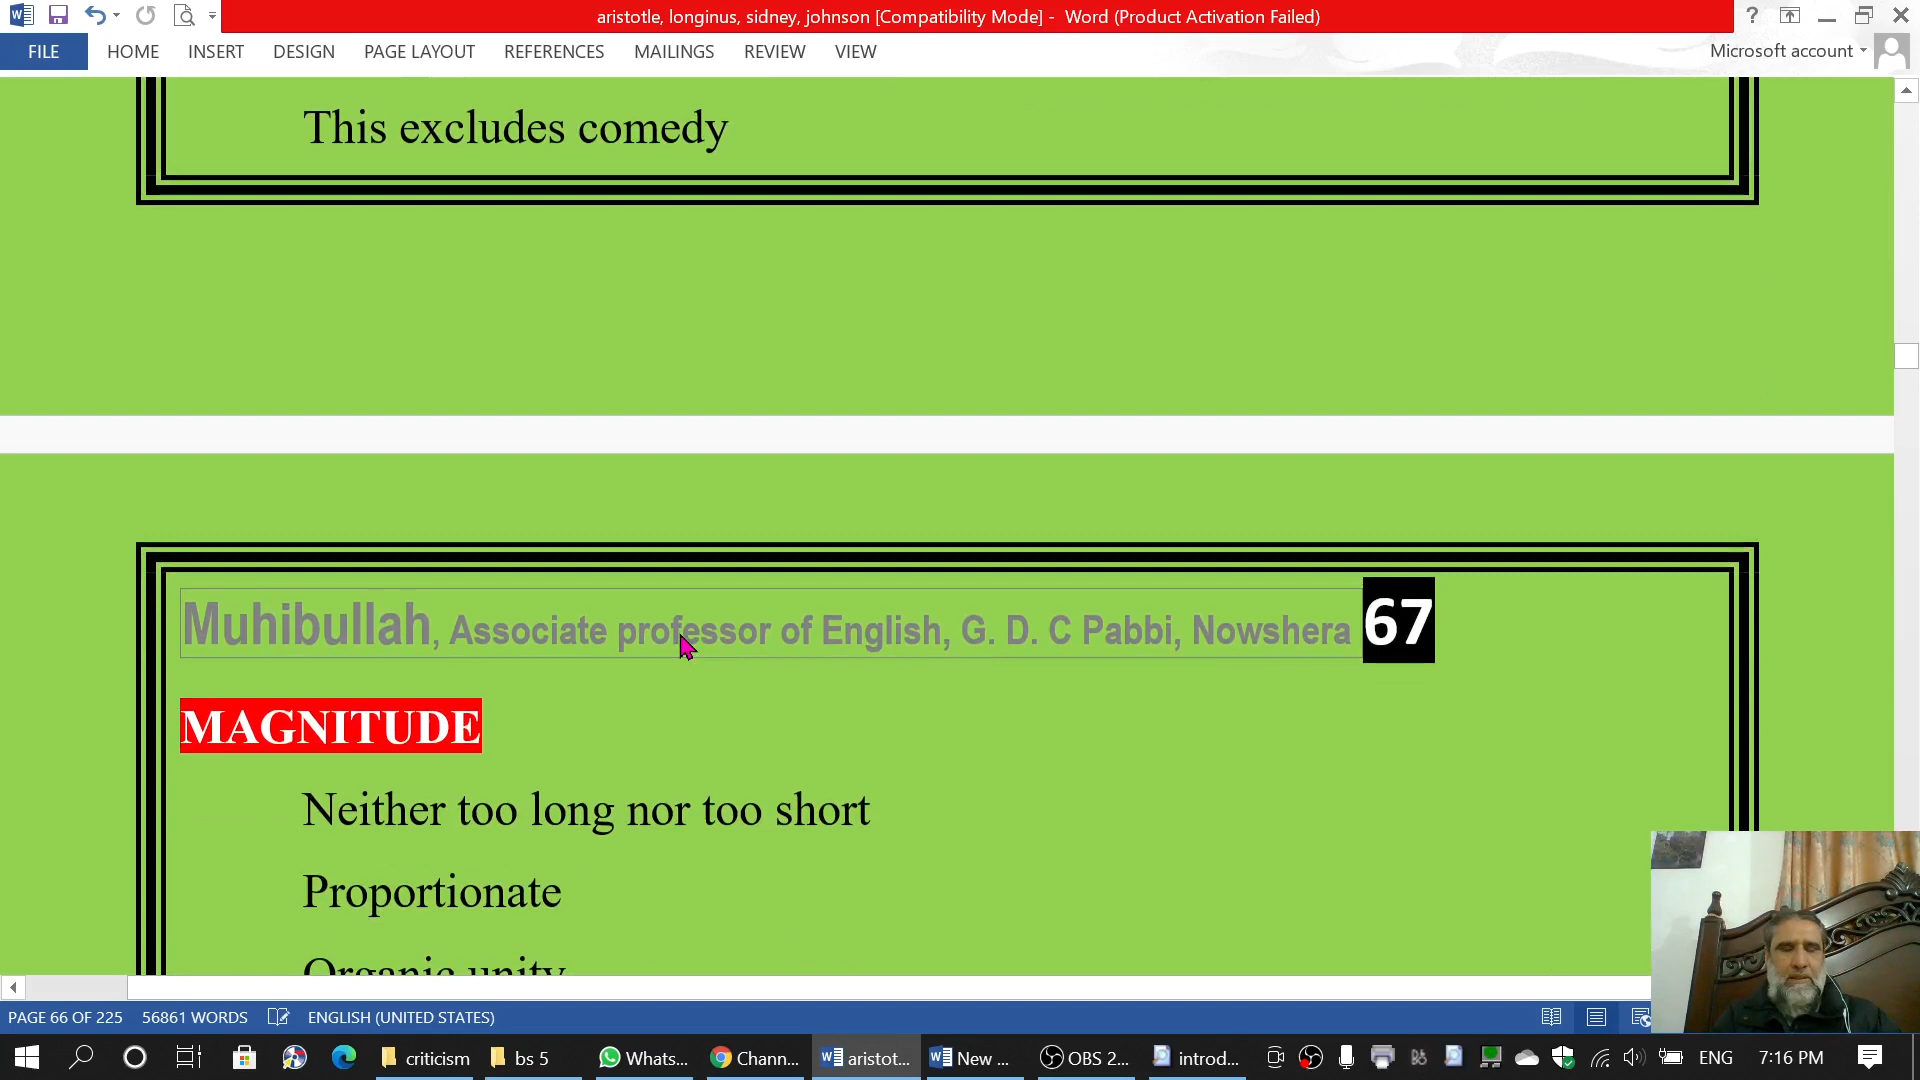 aristotle, longinus, sidney, johnson [Compatibility Mode] - Word (Product Activation Failed)
FILE HOME INSERT DESIGN PAGE LAYOUT REFERENCES MAILINGS REVIEW VIEW
Microsoft account
This excludes comedy
Muhibullah, Associate professor of English, G. D. C Pabbi, Nowshera 67
MAGNITUDE
Neither too long nor too short
Proportionate
Organic unity
PAGE 66 OF 225 56861 WORDS ENGLISH (UNITED STATES)
criticism bs 5 Whats... Chann... aristot... New ... OBS 2... introd... ENG 7:16 PM